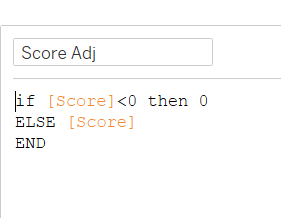 Score Adj
if [Score]<0 then 0
ELSE [Score]
END